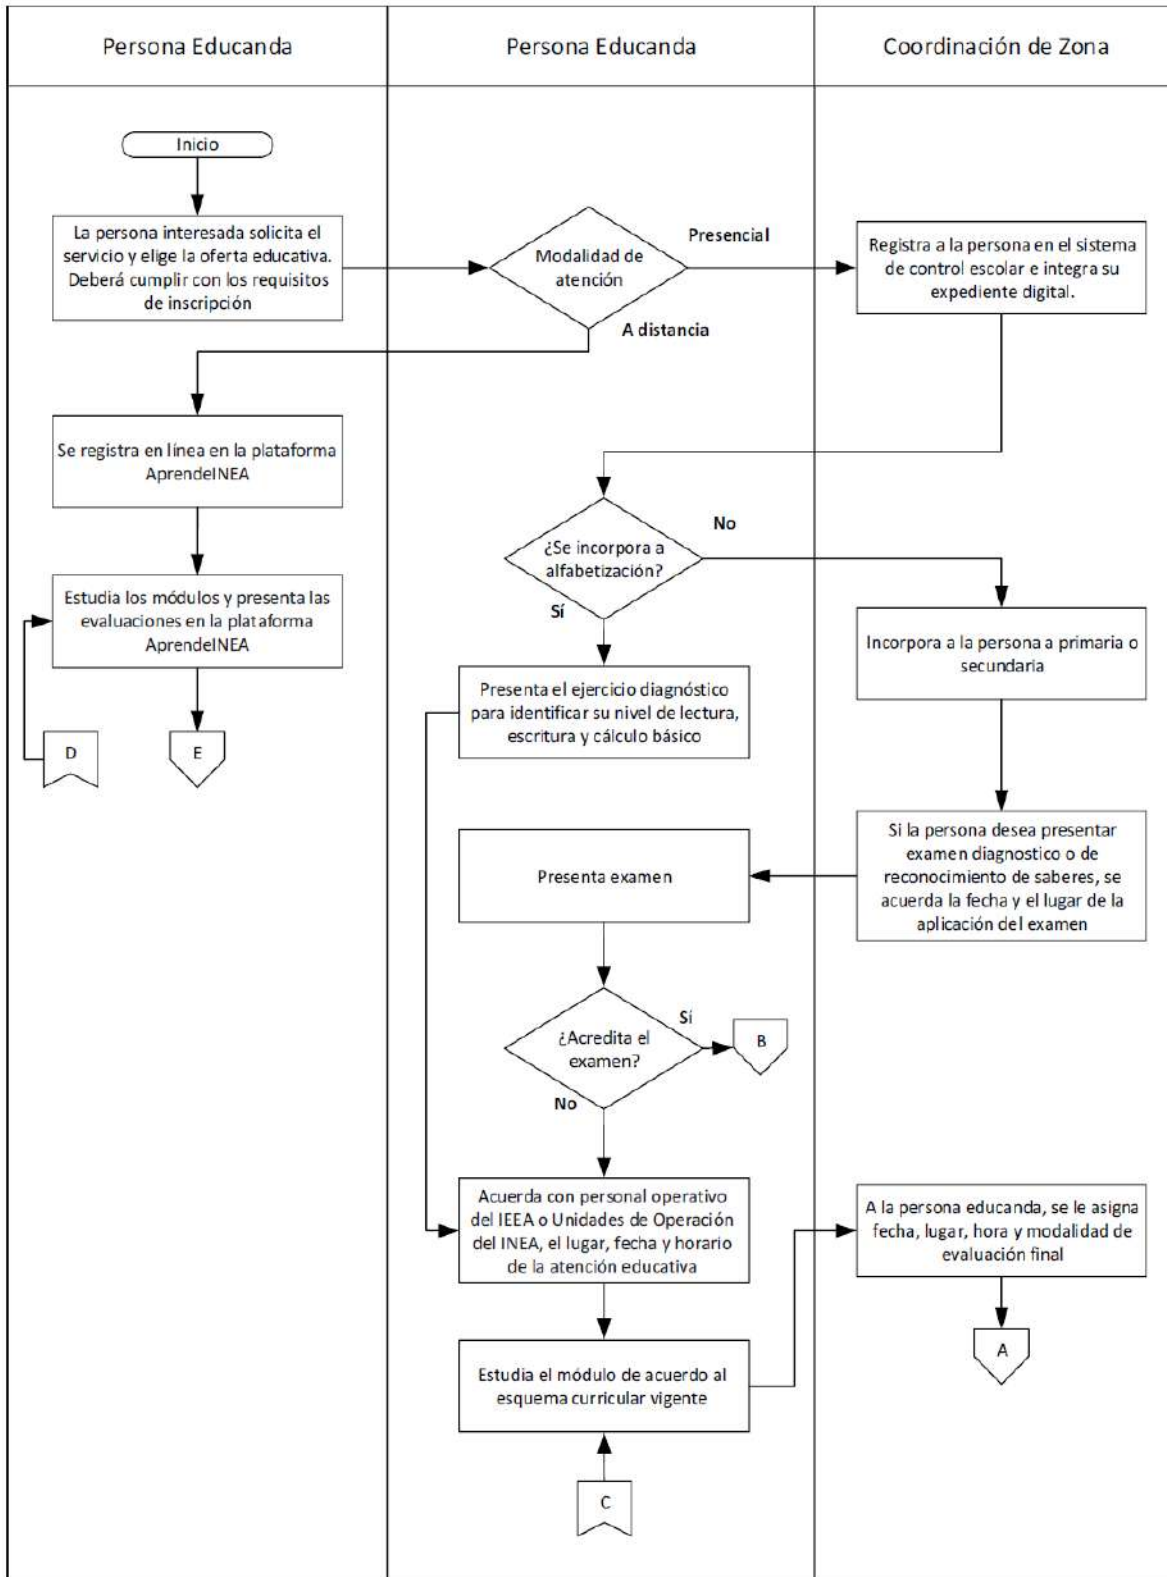 Persona Educanda
Persona Educanda
Coordinación de Zona
Inicio
La persona interesada solicita el
servicio y elige la oferta educativa.
Deberá cumplir con los requisitos
de inscripción
Modalidad de
atención
Presencial
A distancia
Registra a la persona en el sistema
de control escolar e integra su
expediente digital.
Se registra en línea en la plataforma
AprendeINEA
¿Se incorpora a
alfabetización?
No
Sí
Estudia los módulos y presenta las
evaluaciones en la plataforma
AprendeINEA
Incorpora a la persona a primaria o
secundaria
Presenta el ejercicio diagnóstico
para identificar su nivel de lectura,
escritura y cálculo básico
D
E
Si la persona desea presentar
examen diagnostico o de
reconocimiento de saberes, se
acuerda la fecha y el lugar de la
aplicación del examen
Presenta examen
¿Acredita el
examen?
Sí
B
No
Acuerda con personal operativo
del IEEA o Unidades de Operación
del INEA, el lugar, fecha y horario
de la atención educativa
A la persona educanda, se le asigna
fecha, lugar, hora y modalidad de
evaluación final
A
Estudia el módulo de acuerdo al
esquema curricular vigente
C